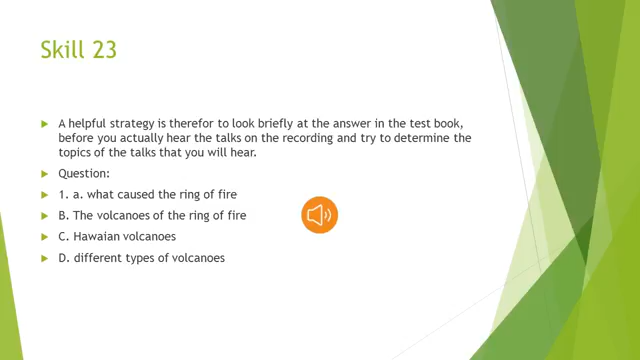 Skill 23
A helpful strategy is therefor to look briefly at the answer in the test book,
before you actually hear the talks on the recording and try to determine the
topics of the talks that you will hear.
Question:
1. a. what caused the ring of fire
B. The volcanoes of the ring of fire
C. Hawaian volcanoes
D. different types of volcanoes